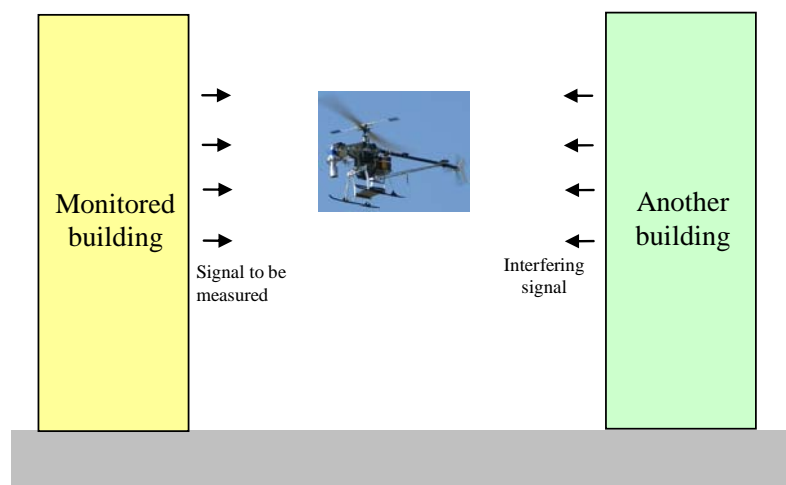 Monitored
building
Signal to be
measured
Interfering
signal
Another
building